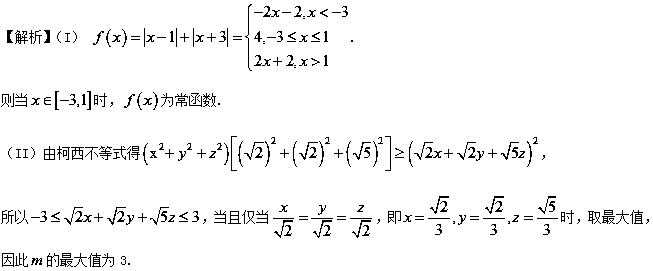 【解析】(I) f(x)=|x−1|+|x+3|={−2x−2, x<−3; 4, −3≤x≤1; 2x+2, x>1.
则当x∈[−3,1]时，f(x)为常函数．
(II)由柯西不等式得(x²+y²+z²)[(√2)²+(√2)²+(√5)²]≥(√2x+√2y+√5z)²，
所以−3≤√2x+√2y+√5z≤3，当且仅当x/√2=y/√2=z/√2，即x=√2/3,y=√2/3,z=√5/3时，取最大值，
因此m的最大值为3．